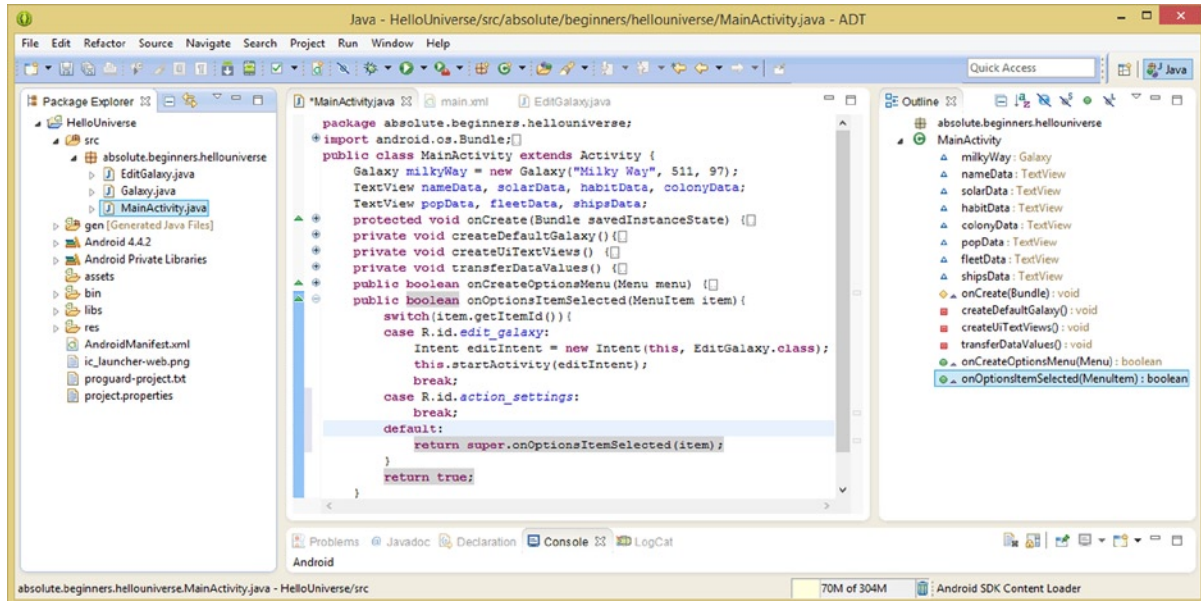 Java - HelloUniverse/src/absolute/beginners/hellouniverse/MainActivity.java - ADT
File Edit Refactor Source Navigate Search Project Run Window Help
Quick Access
Java
Package Explorer
HelloUniverse
src
absolute.beginners.hellouniverse
EditGalaxy.java
Galaxy.java
MainActivity.java
gen [Generated Java Files]
Android 4.4.2
Android Private Libraries
assets
bin
libs
res
AndroidManifest.xml
ic_launcher-web.png
proguard-project.txt
project.properties
*MainActivity.java main.xml EditGalaxy.java
package absolute.beginners.hellouniverse;
import android.os.Bundle;
public class MainActivity extends Activity {
Galaxy milkyWay = new Galaxy("Milky Way", 511, 97);
TextView nameData, solarData, habitData, colonyData;
TextView popData, fleetData, shipsData;
protected void onCreate(Bundle savedInstanceState) {
private void createDefaultGalaxy(){
private void createUiTextViews() {
private void transferDataValues() {
public boolean onCreateOptionsMenu(Menu menu) {
public boolean onOptionsItemSelected(MenuItem item){
switch(item.getItemId()){
case R.id.edit_galaxy:
Intent editIntent = new Intent(this, EditGalaxy.class);
this.startActivity(editIntent);
break;
case R.id.action_settings:
break;
default:
return super.onOptionsItemSelected(item);
}
return true;
}
Outline
absolute.beginners.hellouniverse
MainActivity
milkyWay : Galaxy
nameData : TextView
solarData : TextView
habitData : TextView
colonyData : TextView
popData : TextView
fleetData : TextView
shipsData : TextView
onCreate(Bundle) : void
createDefaultGalaxy() : void
createUiTextViews() : void
transferDataValues() : void
onCreateOptionsMenu(Menu) : boolean
onOptionsItemSelected(MenuItem) : boolean
Problems @ Javadoc Declaration Console LogCat
Android
absolute.beginners.hellouniverse.MainActivity.java - HelloUniverse/src
70M of 304M
Android SDK Content Loader